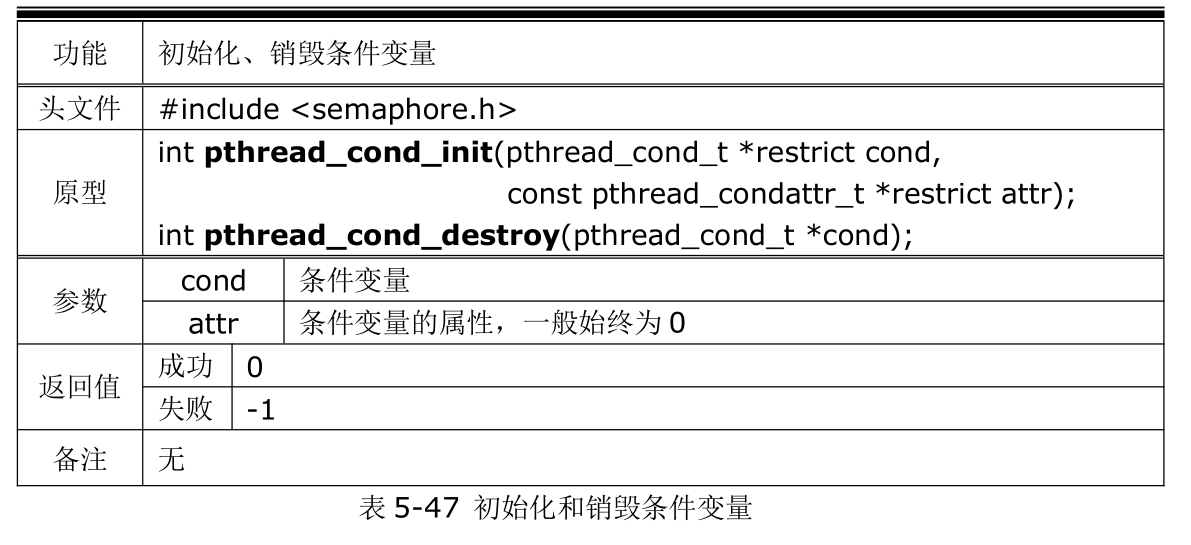 功能 初始化、销毁条件变量
头文件 #include <semaphore.h>
int pthread_cond_init(pthread_cond_t *restrict cond,
原型 const pthread_condattr_t *restrict attr);
int pthread_cond_destroy(pthread_cond_t *cond);
参数 cond 条件变量
attr 条件变量的属性，一般始终为 0
返回值 成功 0
失败 -1
备注 无
表 5-47 初始化和销毁条件变量